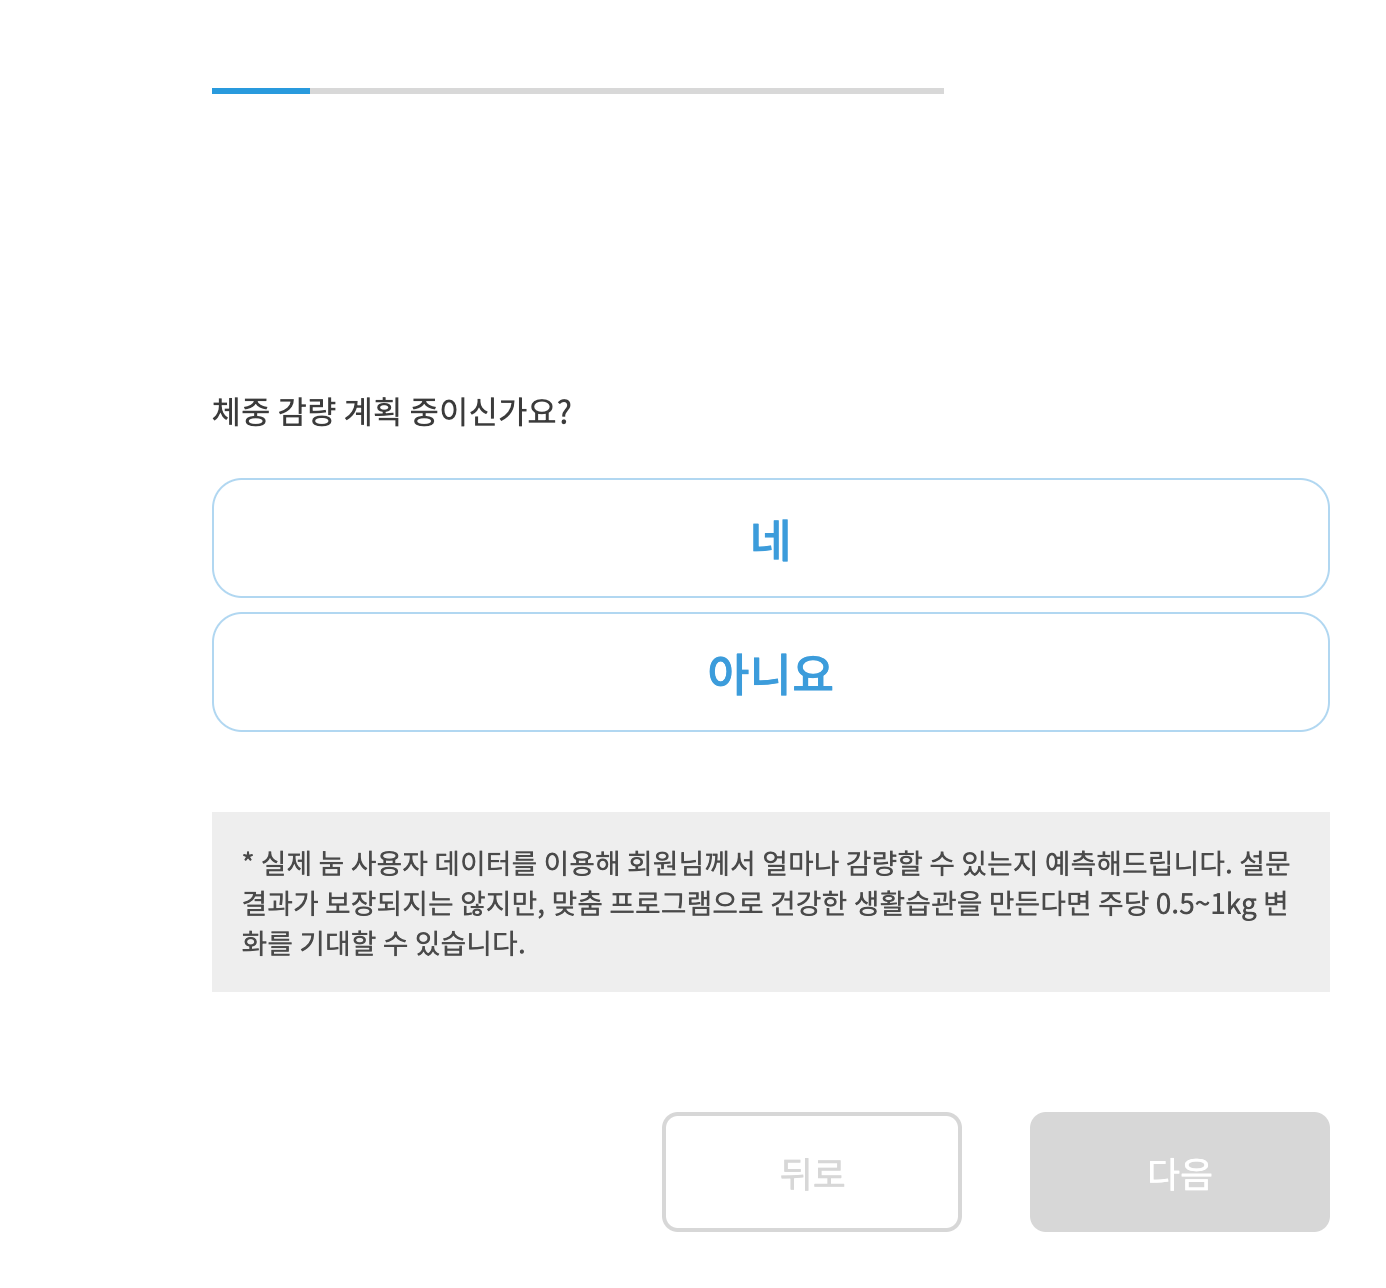 체중 감량 계획 중이신가요?
네
아니요
* 실제 눔 사용자 데이터를 이용해 회원님께서 얼마나 감량할 수 있는지 예측해드립니다. 설문
결과가 보장되지는 않지만, 맞춤 프로그램으로 건강한 생활습관을 만든다면 주당 0.5~1kg 변
화를 기대할 수 있습니다.
뒤로
다음